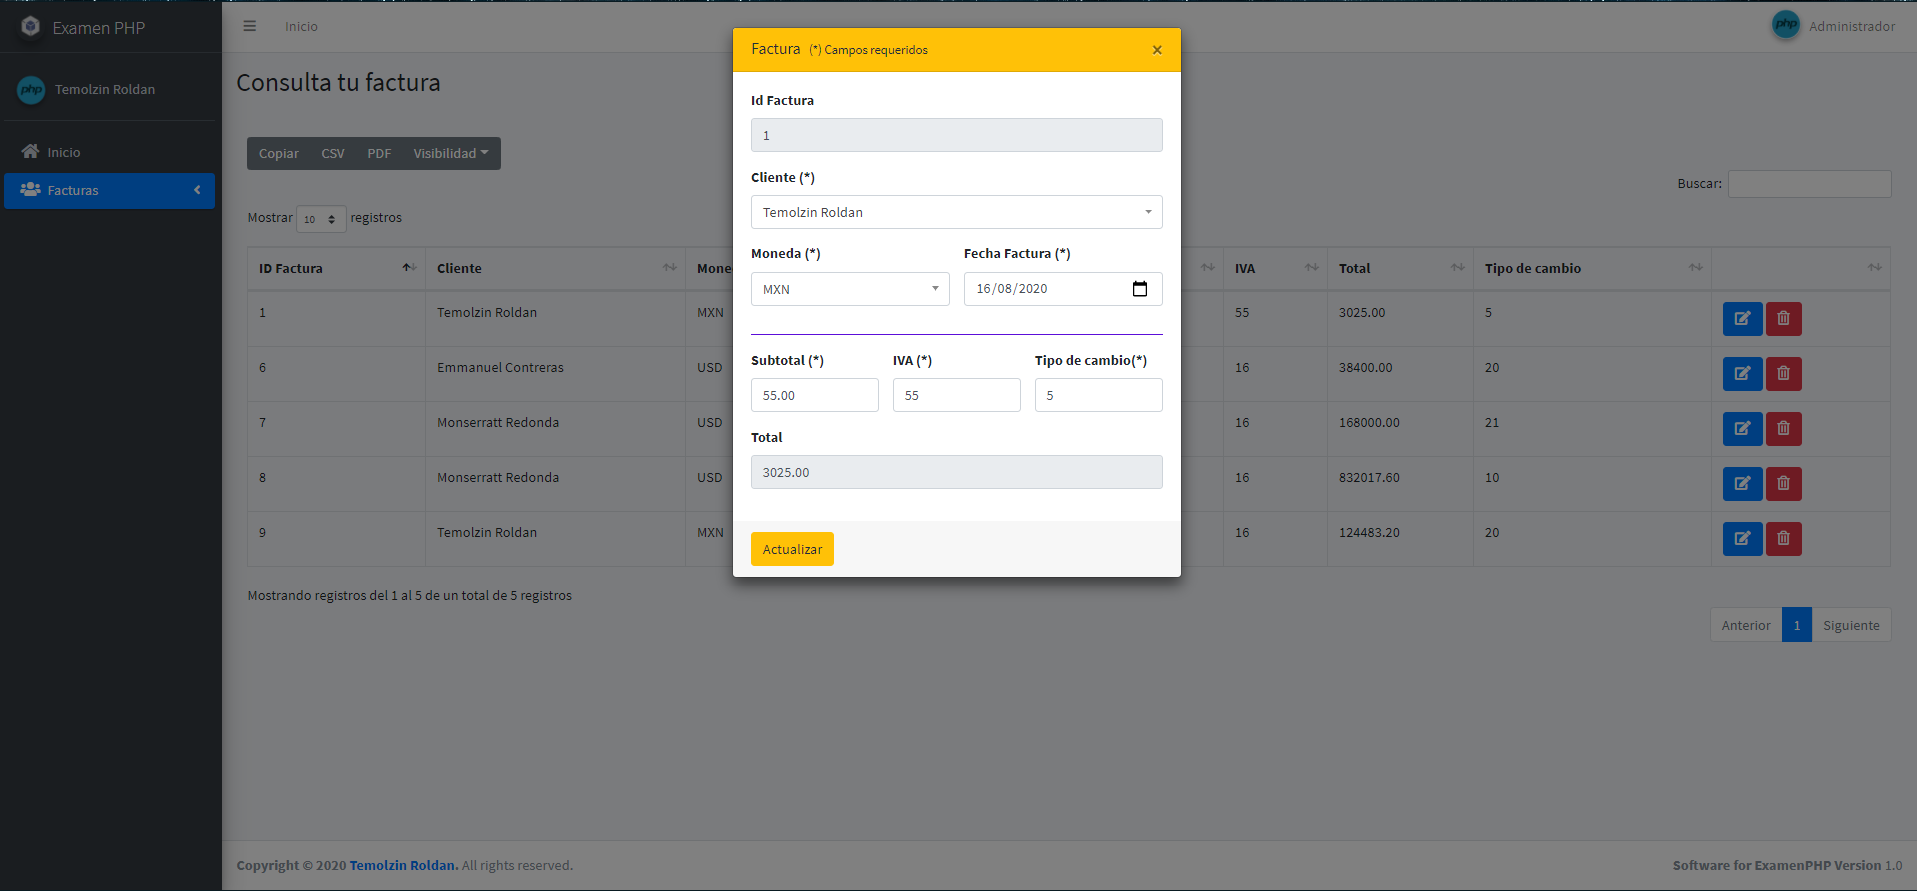 Examen PHP
Temolzin Roldan
Inicio
Facturas
Inicio
php Administrador
Consulta tu factura
Copiar CSV PDF Visibilidad
Buscar:
Mostrar 10 registros
ID Factura Cliente Mone IVA Total Tipo de cambio
1 Temolzin Roldan MXN 55 3025.00 5
6 Emmanuel Contreras USD 16 38400.00 20
7 Monserratt Redonda USD 16 168000.00 21
8 Monserratt Redonda USD 16 832017.60 10
9 Temolzin Roldan MXN 16 124483.20 20
Mostrando registros del 1 al 5 de un total de 5 registros
Anterior 1 Siguiente
Factura (*) Campos requeridos ×
Id Factura
1
Cliente (*)
Temolzin Roldan
Moneda (*) Fecha Factura (*)
MXN 16/08/2020
Subtotal (*) IVA (*) Tipo de cambio(*)
55.00 55 5
Total
3025.00
Actualizar
Copyright © 2020 Temolzin Roldan. All rights reserved.
Software for ExamenPHP Version 1.0